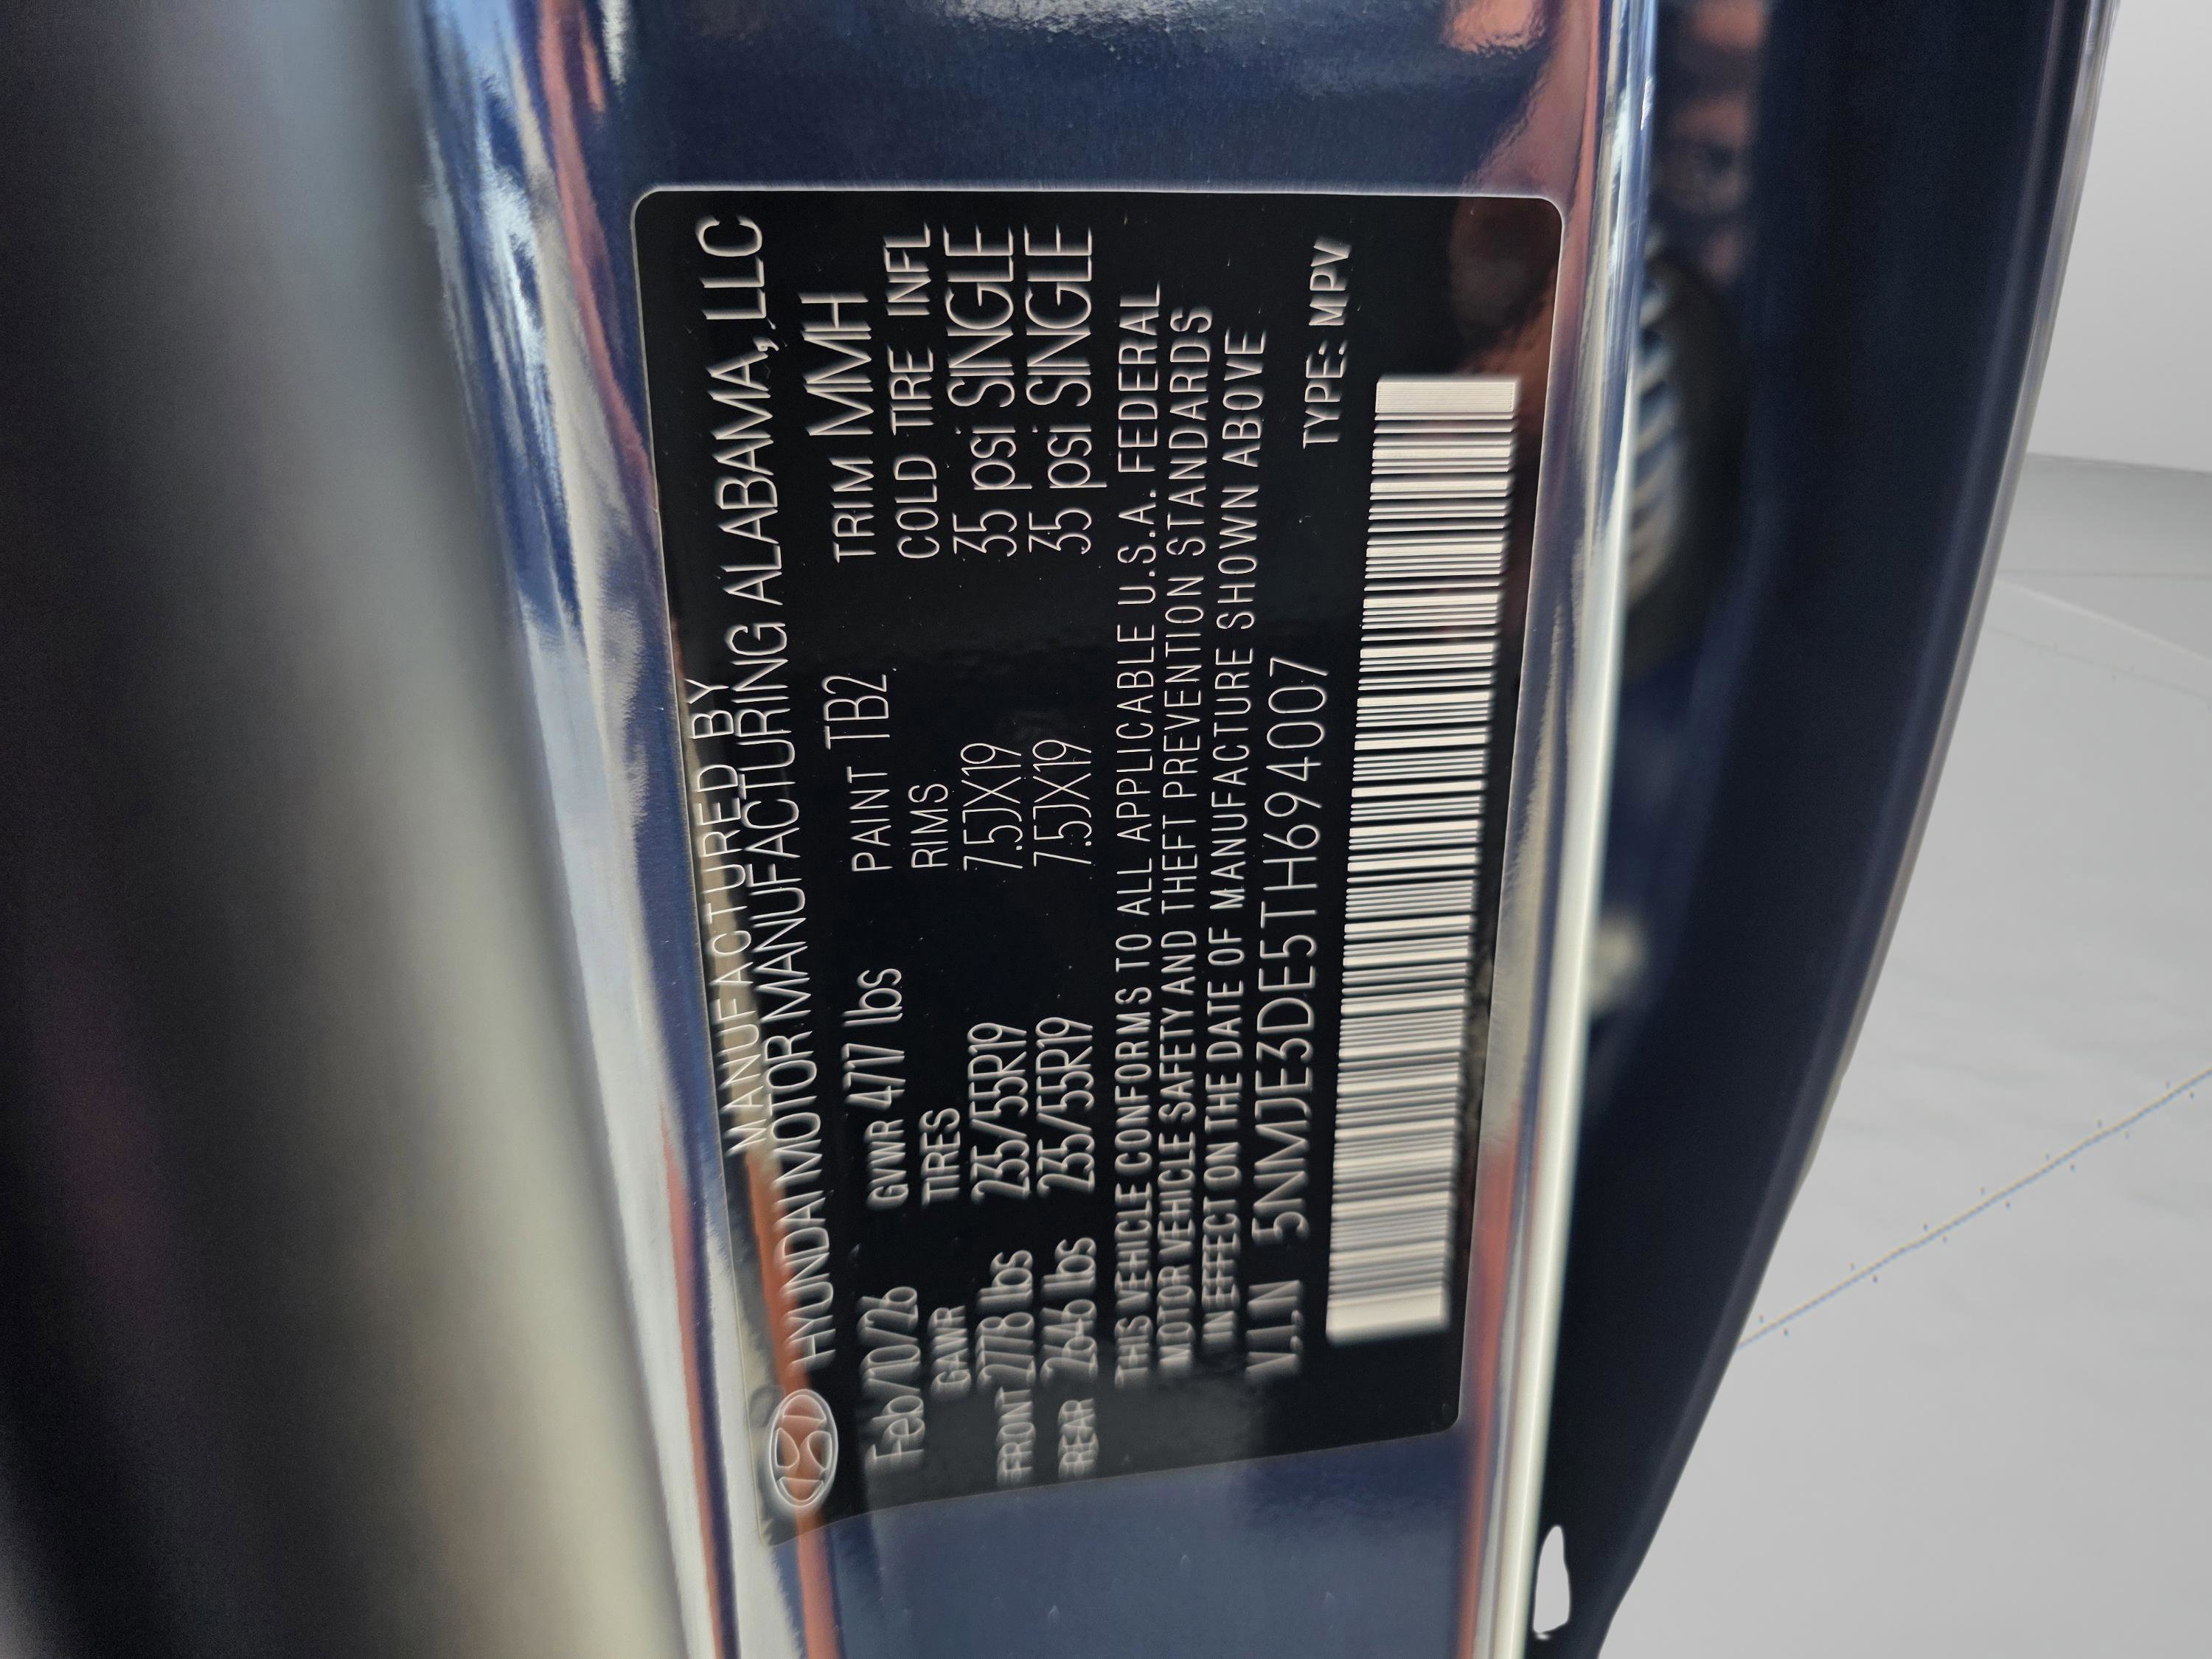 MANUFACTURED BY
HYUNDAI MOTOR MANUFACTURING ALABAMA, LLC
Feb/10/26 GVWR 4717 lbs PAINT TB2 TRIM MMH
GAWR TIRES RIMS COLD TIRE INFL
FRONT 2778 lbs 235/55R19 7.5JX19 35 psi SINGLE
REAR 2646 lbs 235/55R19 7.5JX19 35 psi SINGLE
THIS VEHICLE CONFORMS TO ALL APPLICABLE U.S.A. FEDERAL
MOTOR VEHICLE SAFETY AND THEFT PREVENTION STANDARDS
IN EFFECT ON THE DATE OF MANUFACTURE SHOWN ABOVE
V.I.N 5NMJE3DE5TH694007
TYPE: MPV